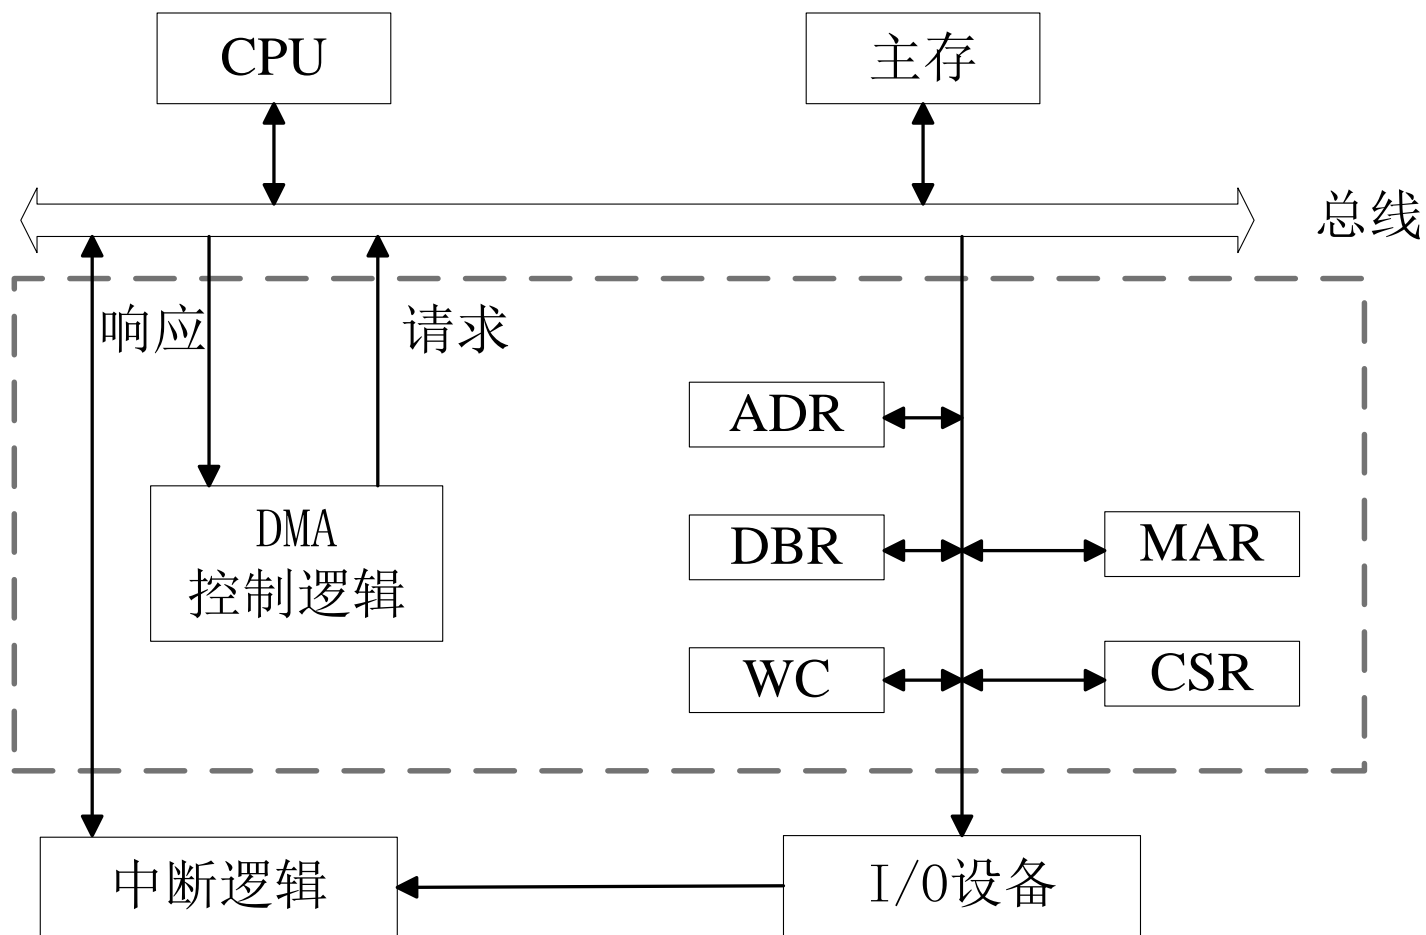 CPU
主存
总线
响应
请求
ADR
DMA
控制逻辑
DBR
MAR
WC
CSR
中断逻辑
I/O设备